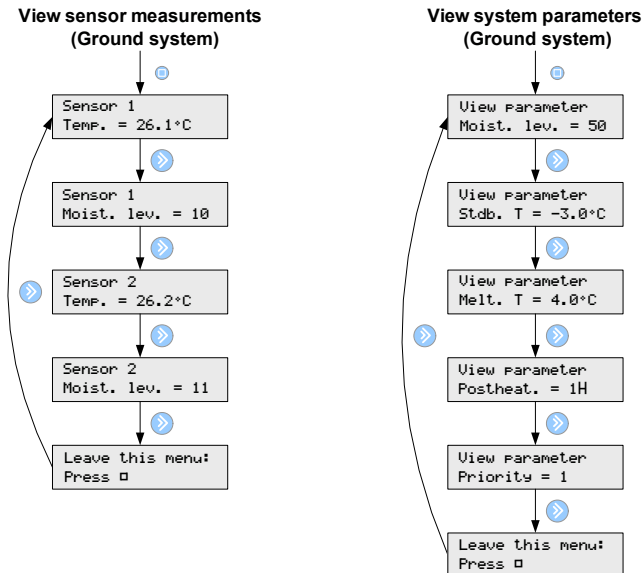 View sensor measurements
(Ground system)
Sensor 1
Temp. = 26.1°C
Sensor 1
Moist. lev. = 10
Sensor 2
Temp. = 26.2°C
Sensor 2
Moist. lev. = 11
Leave this menu:
Press □
View system parameters
(Ground system)
View parameter
Moist. lev. = 50
View parameter
Stdb. T = -3.0°C
View parameter
Melt. T = 4.0°C
View parameter
Postheat. = 1H
View parameter
Priority = 1
Leave this menu:
Press □